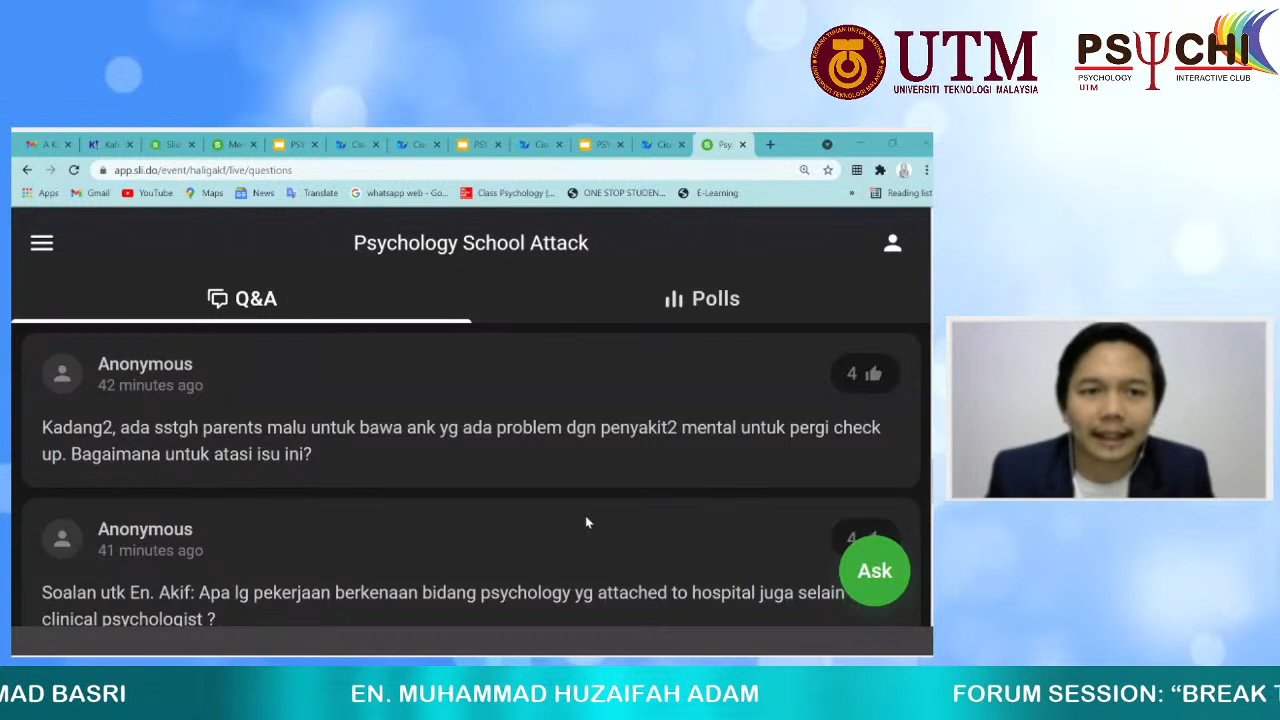 UTM
UNIVERSITI TEKNOLOGI MALAYSIA
PSYCHI
PSYCHOLOGY INTERACTIVE CLUB
UTM
app.sli.do/event/haligakf/live/questions
Apps Gmail YouTube Maps News Translate whatsapp web - Go... Class Psychology (... ONE STOP STUDEN... E-Learning » Reading list
Psychology School Attack
Q&A Polls
Anonymous
42 minutes ago
4
Kadang2, ada sstgh parents malu untuk bawa ank yg ada problem dgn penyakit2 mental untuk pergi check
up. Bagaimana untuk atasi isu ini?
Anonymous
41 minutes ago
4
Ask
Soalan utk En. Akif: Apa lg pekerjaan berkenaan bidang psychology yg attached to hospital juga selain
clinical psychologist ?
MAD BASRI EN. MUHAMMAD HUZAIFAH ADAM FORUM SESSION: “BREAK T